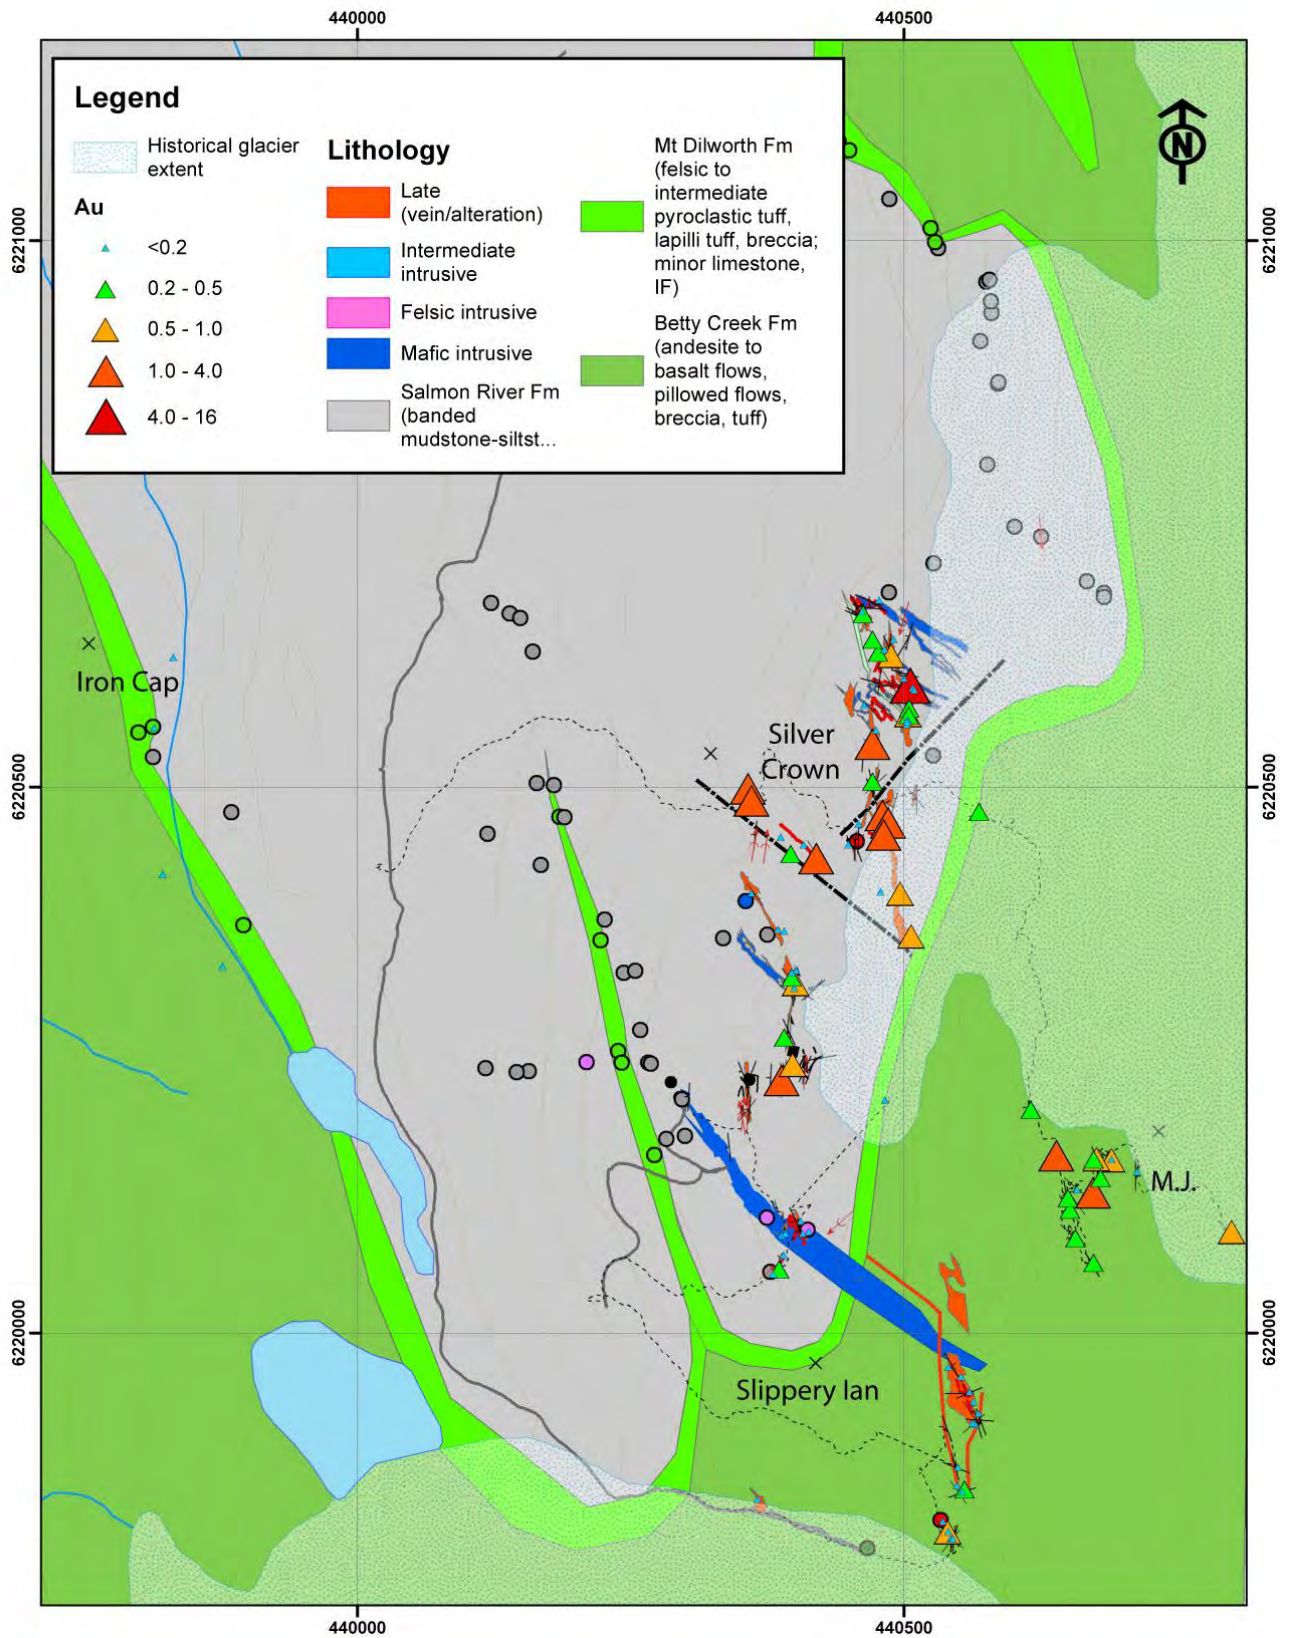 440000
440500
Legend
Historical glacier
extent
Au
<0.2
0.2 - 0.5
0.5 - 1.0
1.0 - 4.0
4.0 - 16
Lithology
Late
(vein/alteration)
Intermediate
intrusive
Felsic intrusive
Mafic intrusive
Salmon River Fm
(banded
mudstone-siltst...
Mt Dilworth Fm
(felsic to
intermediate
pyroclastic tuff,
lapilli tuff, breccia;
minor limestone,
IF)
Betty Creek Fm
(andesite to
basalt flows,
pillowed flows,
breccia, tuff)
N
6221000
6221000
Iron Cap
Silver
Crown
6220500
6220500
M.J.
6220000
6220000
Slippery Ian
440000
440500